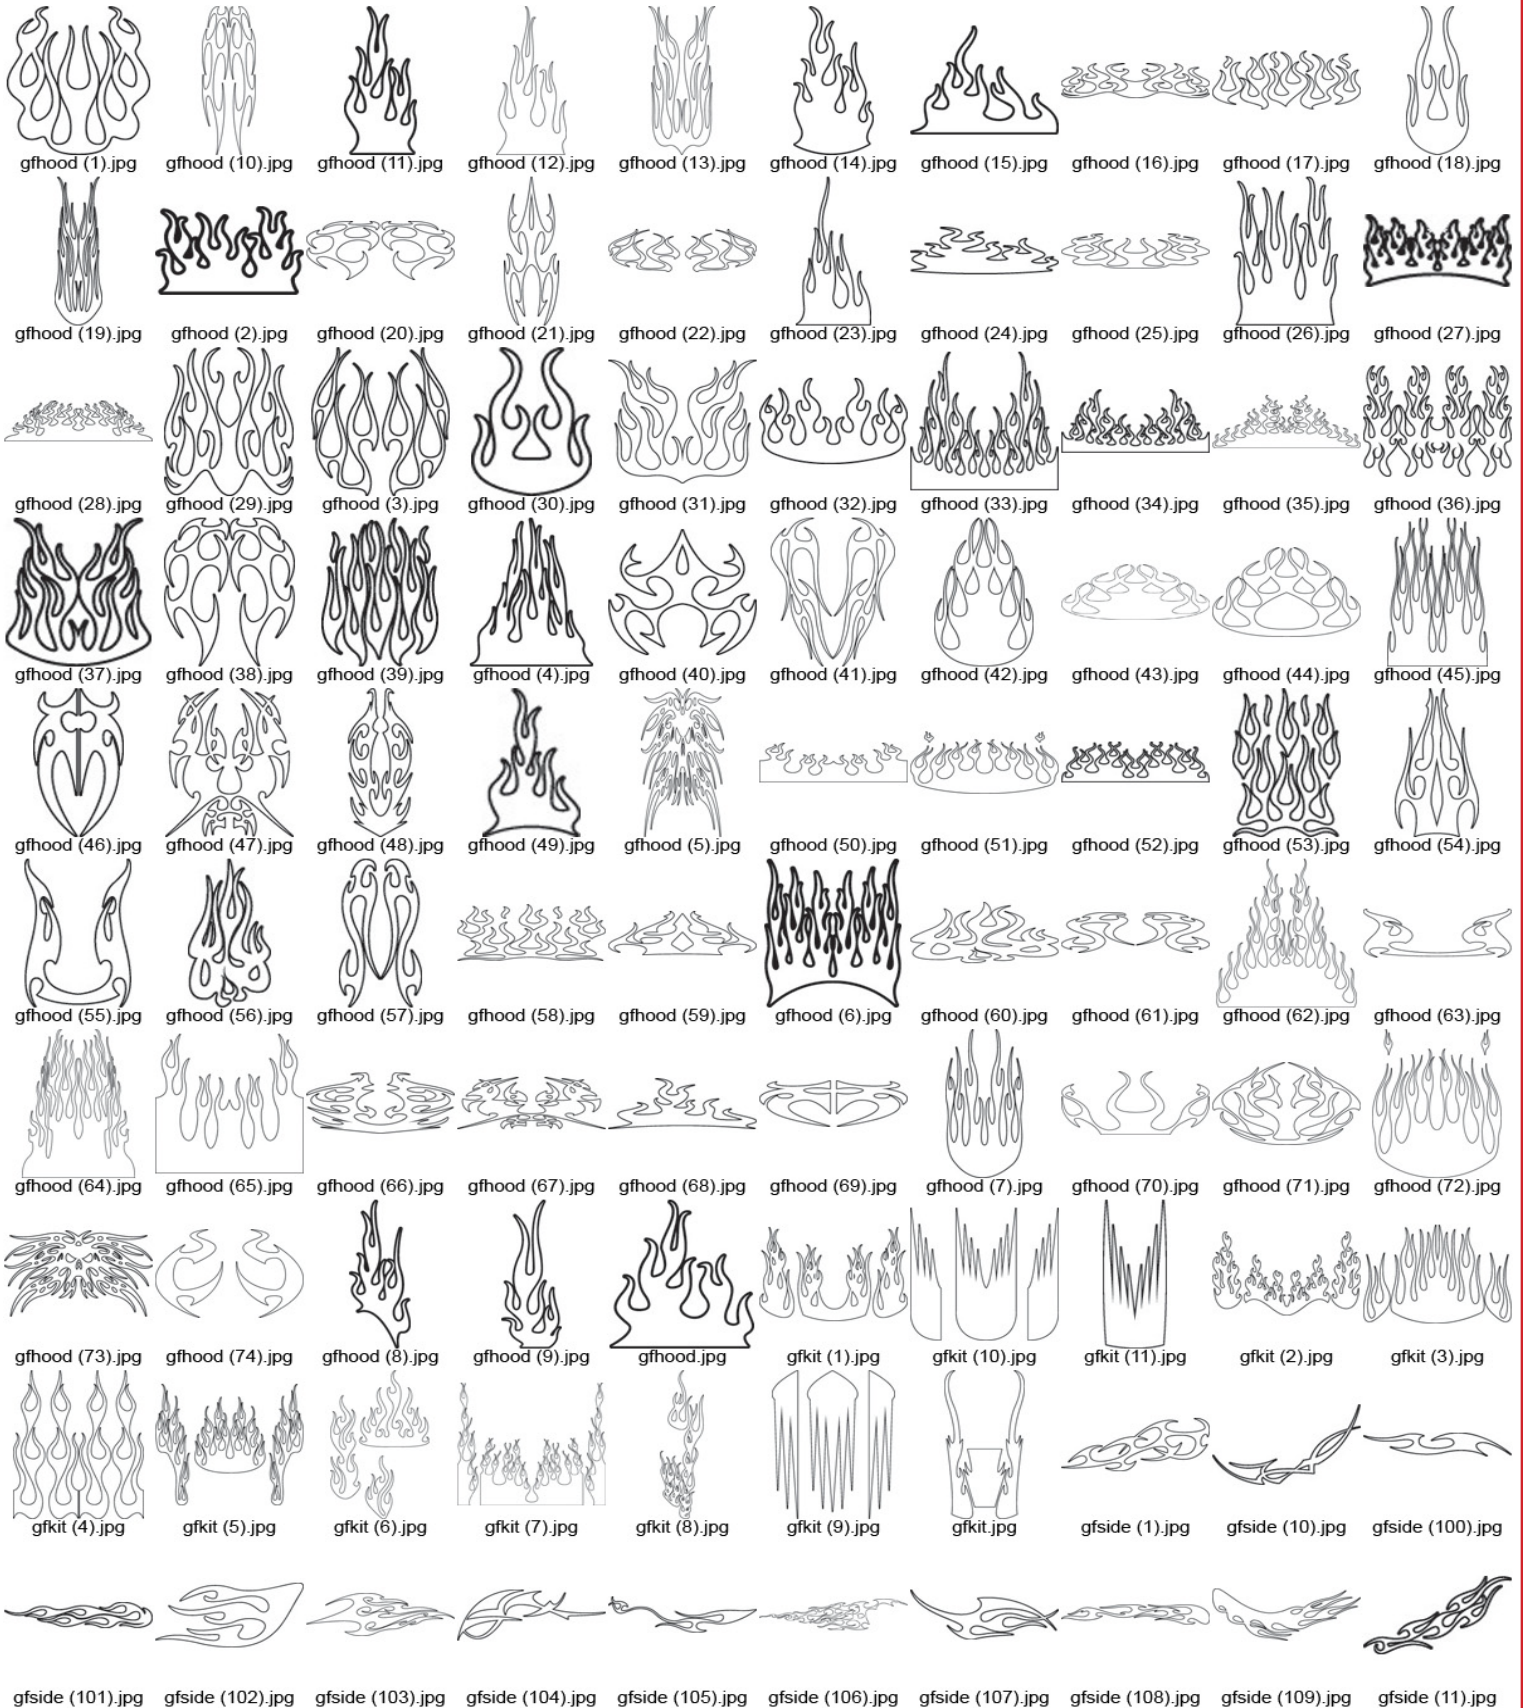 gfhood (1).jpg gfhood (10).jpg gfhood (11).jpg gfhood (12).jpg gfhood (13).jpg gfhood (14).jpg gfhood (15).jpg gfhood (16).jpg gfhood (17).jpg gfhood (18).jpg
gfhood (19).jpg gfhood (2).jpg gfhood (20).jpg gfhood (21).jpg gfhood (22).jpg gfhood (23).jpg gfhood (24).jpg gfhood (25).jpg gfhood (26).jpg gfhood (27).jpg
gfhood (28).jpg gfhood (29).jpg gfhood (3).jpg gfhood (30).jpg gfhood (31).jpg gfhood (32).jpg gfhood (33).jpg gfhood (34).jpg gfhood (35).jpg gfhood (36).jpg
gfhood (37).jpg gfhood (38).jpg gfhood (39).jpg gfhood (4).jpg gfhood (40).jpg gfhood (41).jpg gfhood (42).jpg gfhood (43).jpg gfhood (44).jpg gfhood (45).jpg
gfhood (46).jpg gfhood (47).jpg gfhood (48).jpg gfhood (49).jpg gfhood (5).jpg gfhood (50).jpg gfhood (51).jpg gfhood (52).jpg gfhood (53).jpg gfhood (54).jpg
gfhood (55).jpg gfhood (56).jpg gfhood (57).jpg gfhood (58).jpg gfhood (59).jpg gfhood (6).jpg gfhood (60).jpg gfhood (61).jpg gfhood (62).jpg gfhood (63).jpg
gfhood (64).jpg gfhood (65).jpg gfhood (66).jpg gfhood (67).jpg gfhood (68).jpg gfhood (69).jpg gfhood (7).jpg gfhood (70).jpg gfhood (71).jpg gfhood (72).jpg
gfhood (73).jpg gfhood (74).jpg gfhood (8).jpg gfhood (9).jpg gfhood.jpg gfkit (1).jpg gfkit (10).jpg gfkit (11).jpg gfkit (2).jpg gfkit (3).jpg
gfkit (4).jpg gfkit (5).jpg gfkit (6).jpg gfkit (7).jpg gfkit (8).jpg gfkit (9).jpg gfkit.jpg gfside (1).jpg gfside (10).jpg gfside (100).jpg
gfside (101).jpg gfside (102).jpg gfside (103).jpg gfside (104).jpg gfside (105).jpg gfside (106).jpg gfside (107).jpg gfside (108).jpg gfside (109).jpg gfside (11).jpg